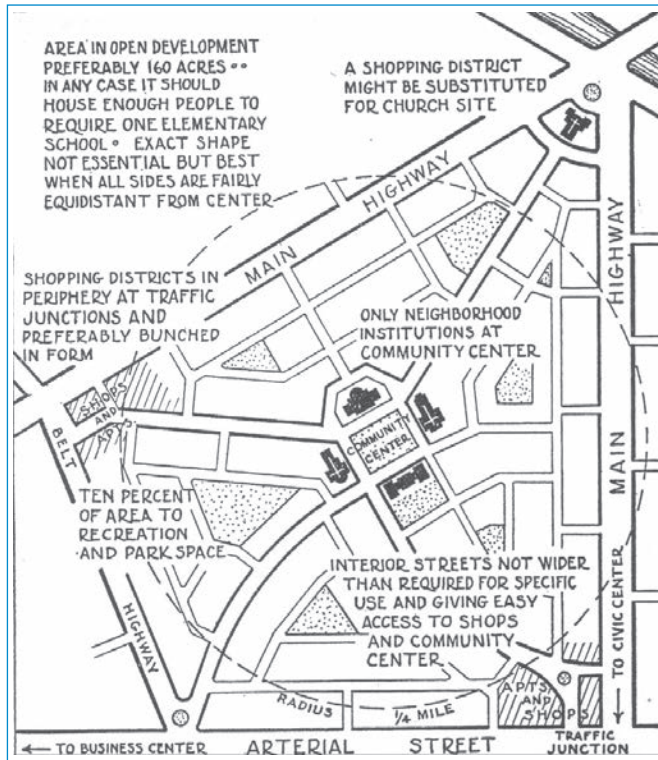 AREA IN OPEN DEVELOPMENT
PREFERABLY 160 ACRES • •
IN ANY CASE IT SHOULD
HOUSE ENOUGH PEOPLE TO
REQUIRE ONE ELEMENTARY
SCHOOL • EXACT SHAPE
NOT ESSENTIAL BUT BEST
WHEN ALL SIDES ARE FAIRLY
EQUIDISTANT FROM CENTER
A SHOPPING DISTRICT
MIGHT BE SUBSTITUTED
FOR CHURCH SITE
MAIN HIGHWAY
SHOPPING DISTRICTS IN
PERIPHERY AT TRAFFIC
JUNCTIONS AND
PREFERABLY BUNCHED
IN FORM
ONLY NEIGHBORHOOD
INSTITUTIONS AT
COMMUNITY CENTER
MAIN HIGHWAY
SHOPS
AND
APTS
BELT HIGHWAY
COMMUNITY
CENTER
TEN PERCENT
OF AREA TO
RECREATION
AND PARK SPACE
INTERIOR STREETS NOT WIDER
THAN REQUIRED FOR SPECIFIC
USE AND GIVING EASY
ACCESS TO SHOPS
AND COMMUNITY
CENTER
→ TO CIVIC CENTER
RADIUS 1/4 MILE
APTS
AND
SHOPS
TRAFFIC
JUNCTION
← TO BUSINESS CENTER
ARTERIAL STREET